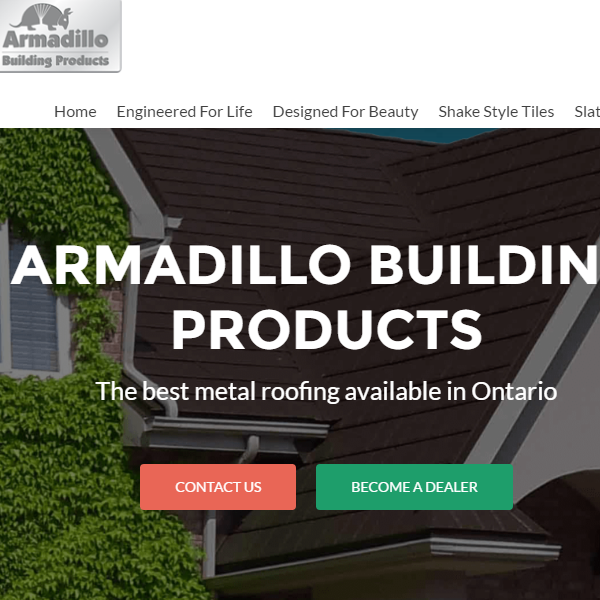 Armadillo
Building Products
Home Engineered For Life Designed For Beauty Shake Style Tiles Slat
ARMADILLO BUILDIN
PRODUCTS
The best metal roofing available in Ontario
CONTACT US BECOME A DEALER